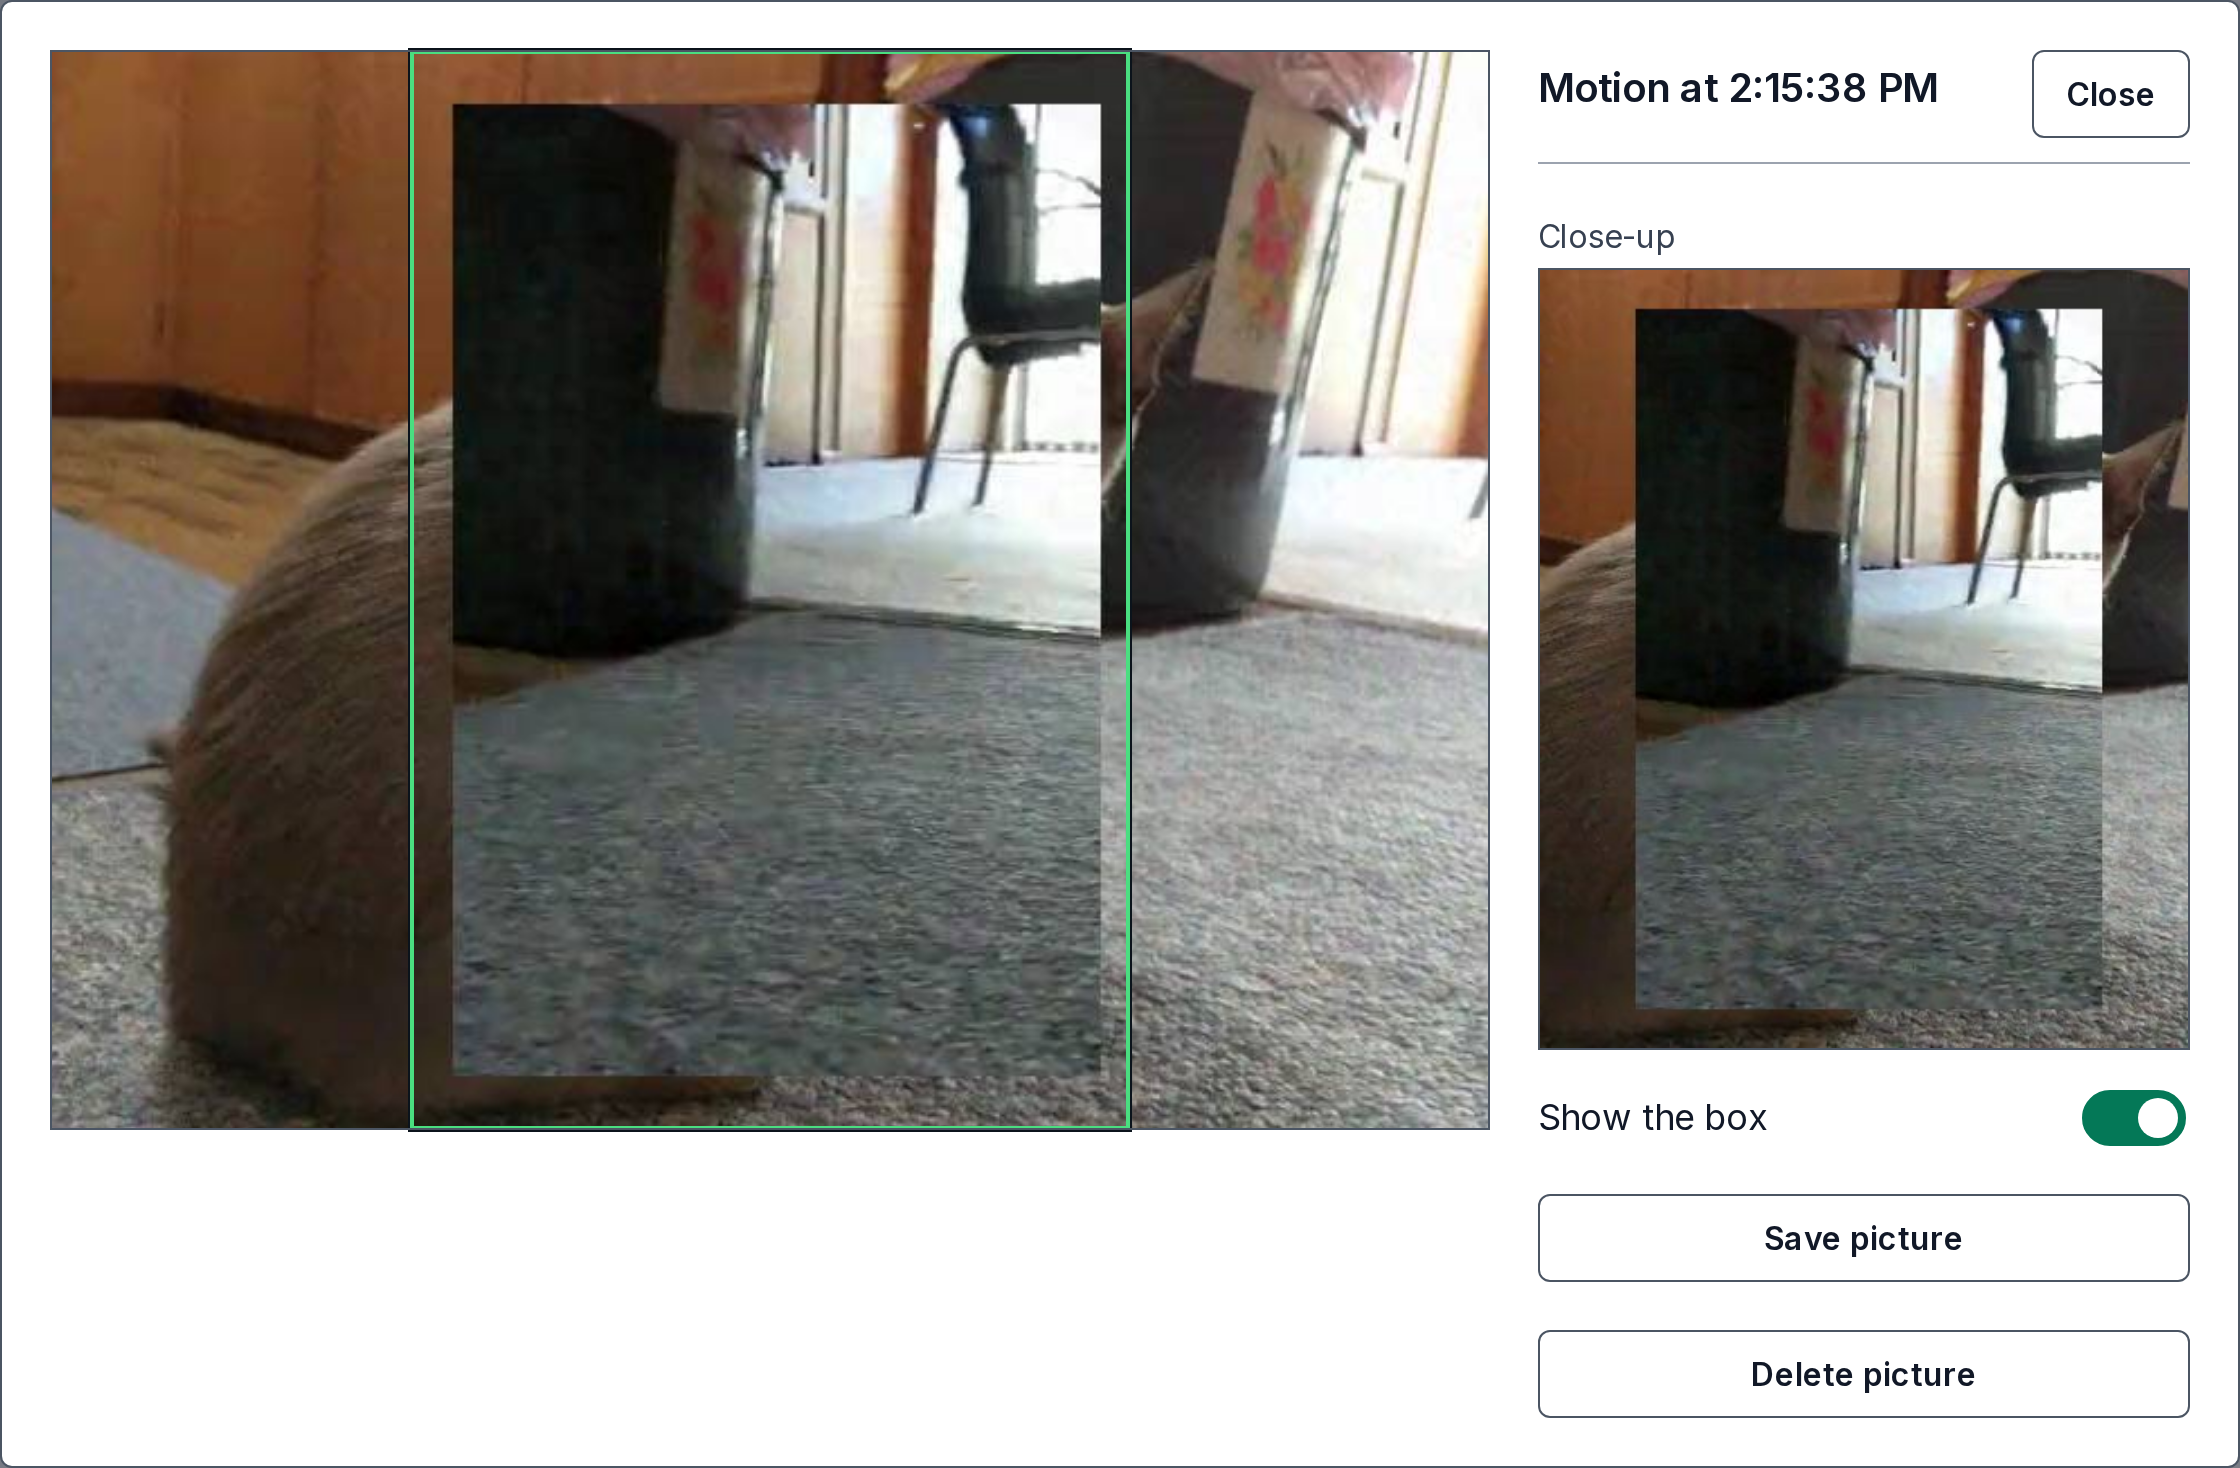 Motion at 2:15:38 PM
Close
Close-up
Show the box
Save picture
Delete picture